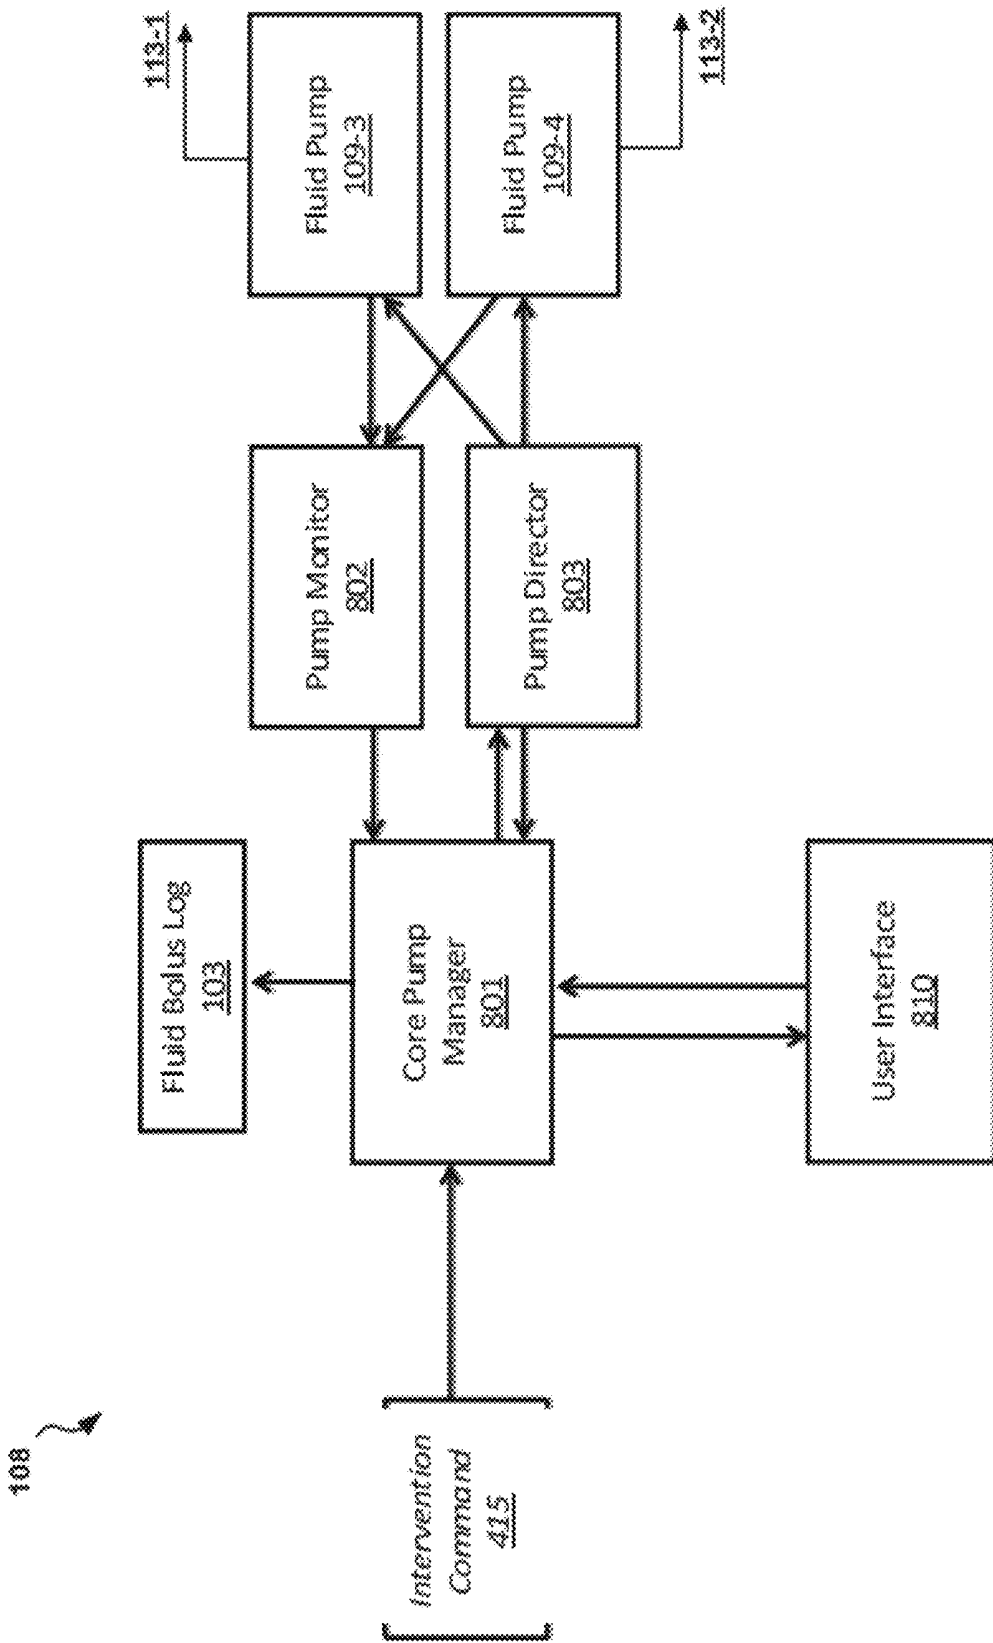 108
Intervention
Command
415
Fluid Bolus Log
103
Core Pump
Manager
801
User Interface
810
Pump Monitor
802
Pump Director
803
Fluid Pump
109-3
Fluid Pump
109-4
113-1
113-2